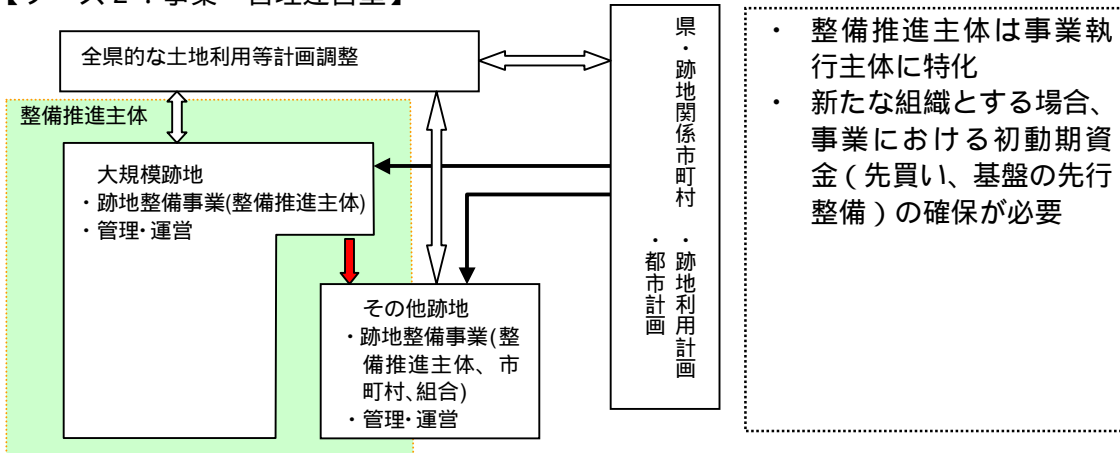 全県的な土地利用等計画調整
整備推進主体
大規模跡地
・跡地整備事業(整備推進主体)
・管理・運営
その他跡地
・跡地整備事業(整
備推進主体、市
町村、組合)
・管理・運営
県・跡地関係市町村
・跡地利用計画
・都市計画
・ 整備推進主体は事業執
行主体に特化
・ 新たな組織とする場合、
事業における初動期資
金(先買い、基盤の先行
整備)の確保が必要